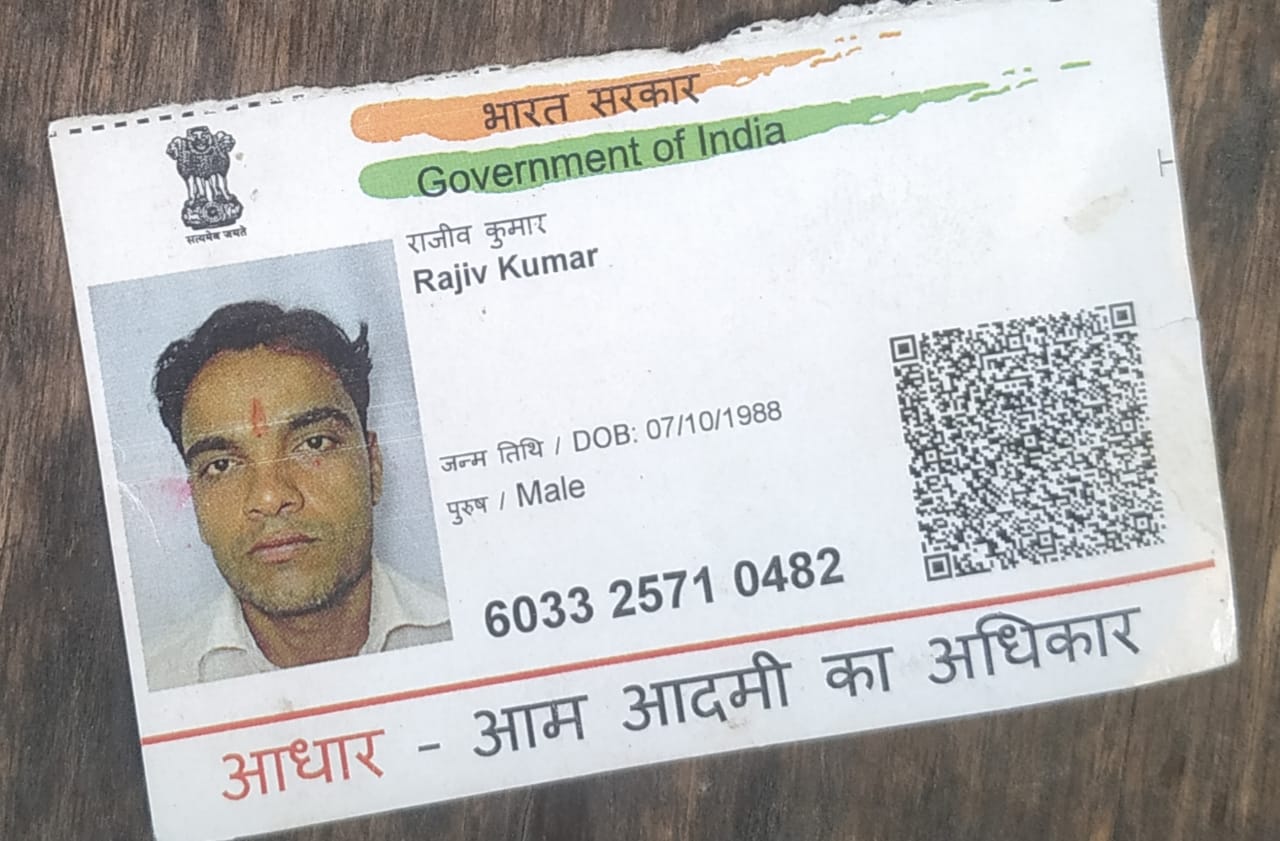 भारत सरकार
Government of India
सत्यमेव जयते
राजीव कुमार
Rajiv Kumar
जन्म तिथि / DOB: 07/10/1988
पुरुष / Male
6033 2571 0482
आधार - आम आदमी का अधिकार